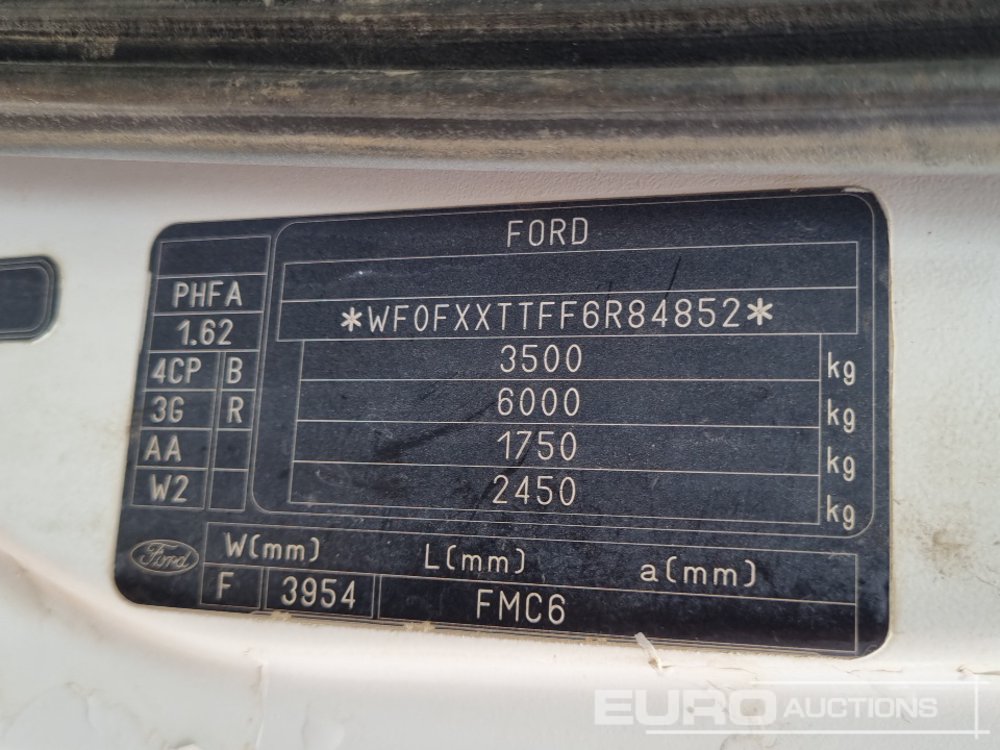 FORD
PHFA
*WF0FXXTTFF6R84852*
1.62
3500 kg
4CP B
6000 kg
3G R
1750 kg
AA
2450 kg
W2
Ford
W(mm) L(mm) a(mm)
F 3954 FMC6
EURO AUCTIONS